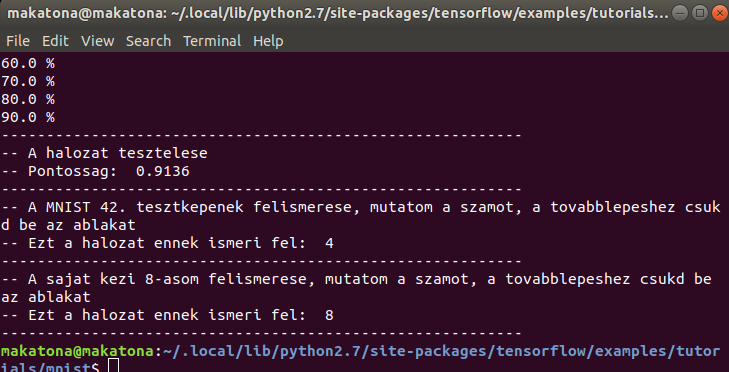 makatona@makatona: ~/.local/lib/python2.7/site-packages/tensorflow/examples/tutorials...
File Edit View Search Terminal Help
60.0 %
70.0 %
80.0 %
90.0 %
----------------------------------------------------------
-- A halozat tesztelese
-- Pontossag:  0.9136
----------------------------------------------------------
-- A MNIST 42. tesztkepenek felismerese, mutatom a szamot, a tovabblepeshez csuk
d be az ablakat
-- Ezt a halozat ennek ismeri fel:  4
----------------------------------------------------------
-- A sajat kezi 8-asom felismerese, mutatom a szamot, a tovabblepeshez csukd be
az ablakat
-- Ezt a halozat ennek ismeri fel:  8
----------------------------------------------------------
makatona@makatona:~/.local/lib/python2.7/site-packages/tensorflow/examples/tutor
ials/mnist$